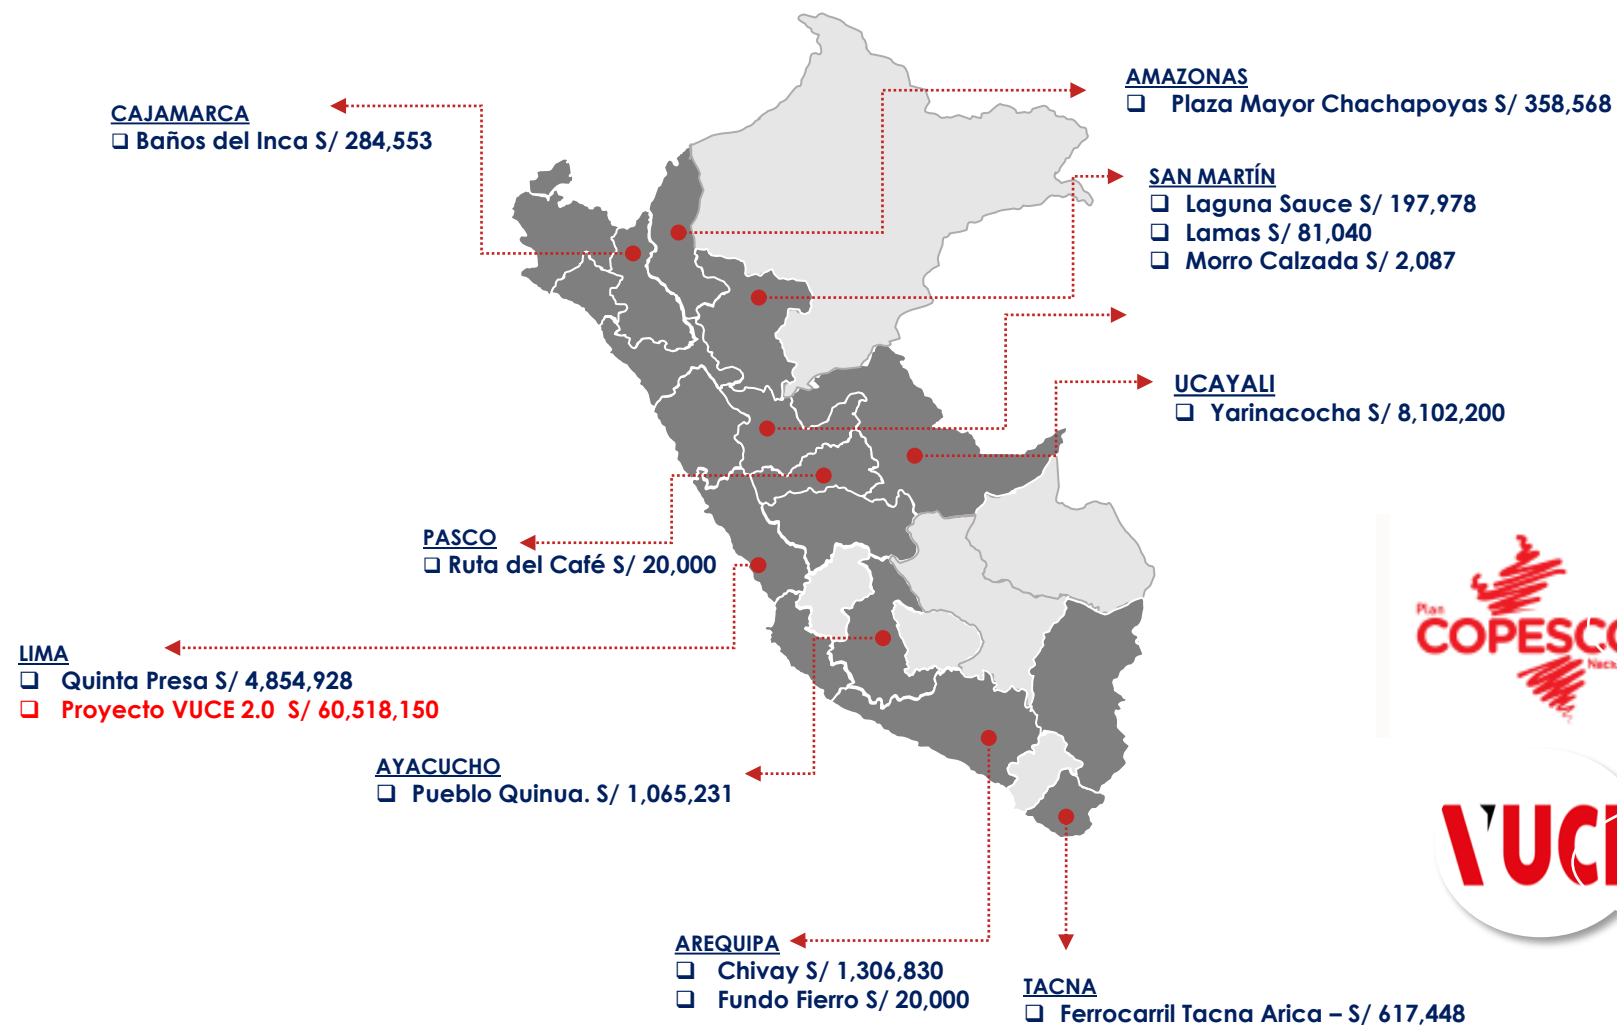 AMAZONAS
❑ Plaza Mayor Chachapoyas S/ 358,568
CAJAMARCA
❑ Baños del Inca S/ 284,553
SAN MARTÍN
❑ Laguna Sauce S/ 197,978
❑ Lamas S/ 81,040
❑ Morro Calzada S/ 2,087
UCAYALI
❑ Yarinacocha S/ 8,102,200
PASCO
❑ Ruta del Café S/ 20,000
Plan
COPESCO
LIMA
❑ Quinta Presa S/ 4,854,928
❑ Proyecto VUCE 2.0 S/ 60,518,150
AYACUCHO
❑ Pueblo Quinua. S/ 1,065,231
VUCE
AREQUIPA
❑ Chivay S/ 1,306,830
❑ Fundo Fierro S/ 20,000
TACNA
❑ Ferrocarril Tacna Arica – S/ 617,448